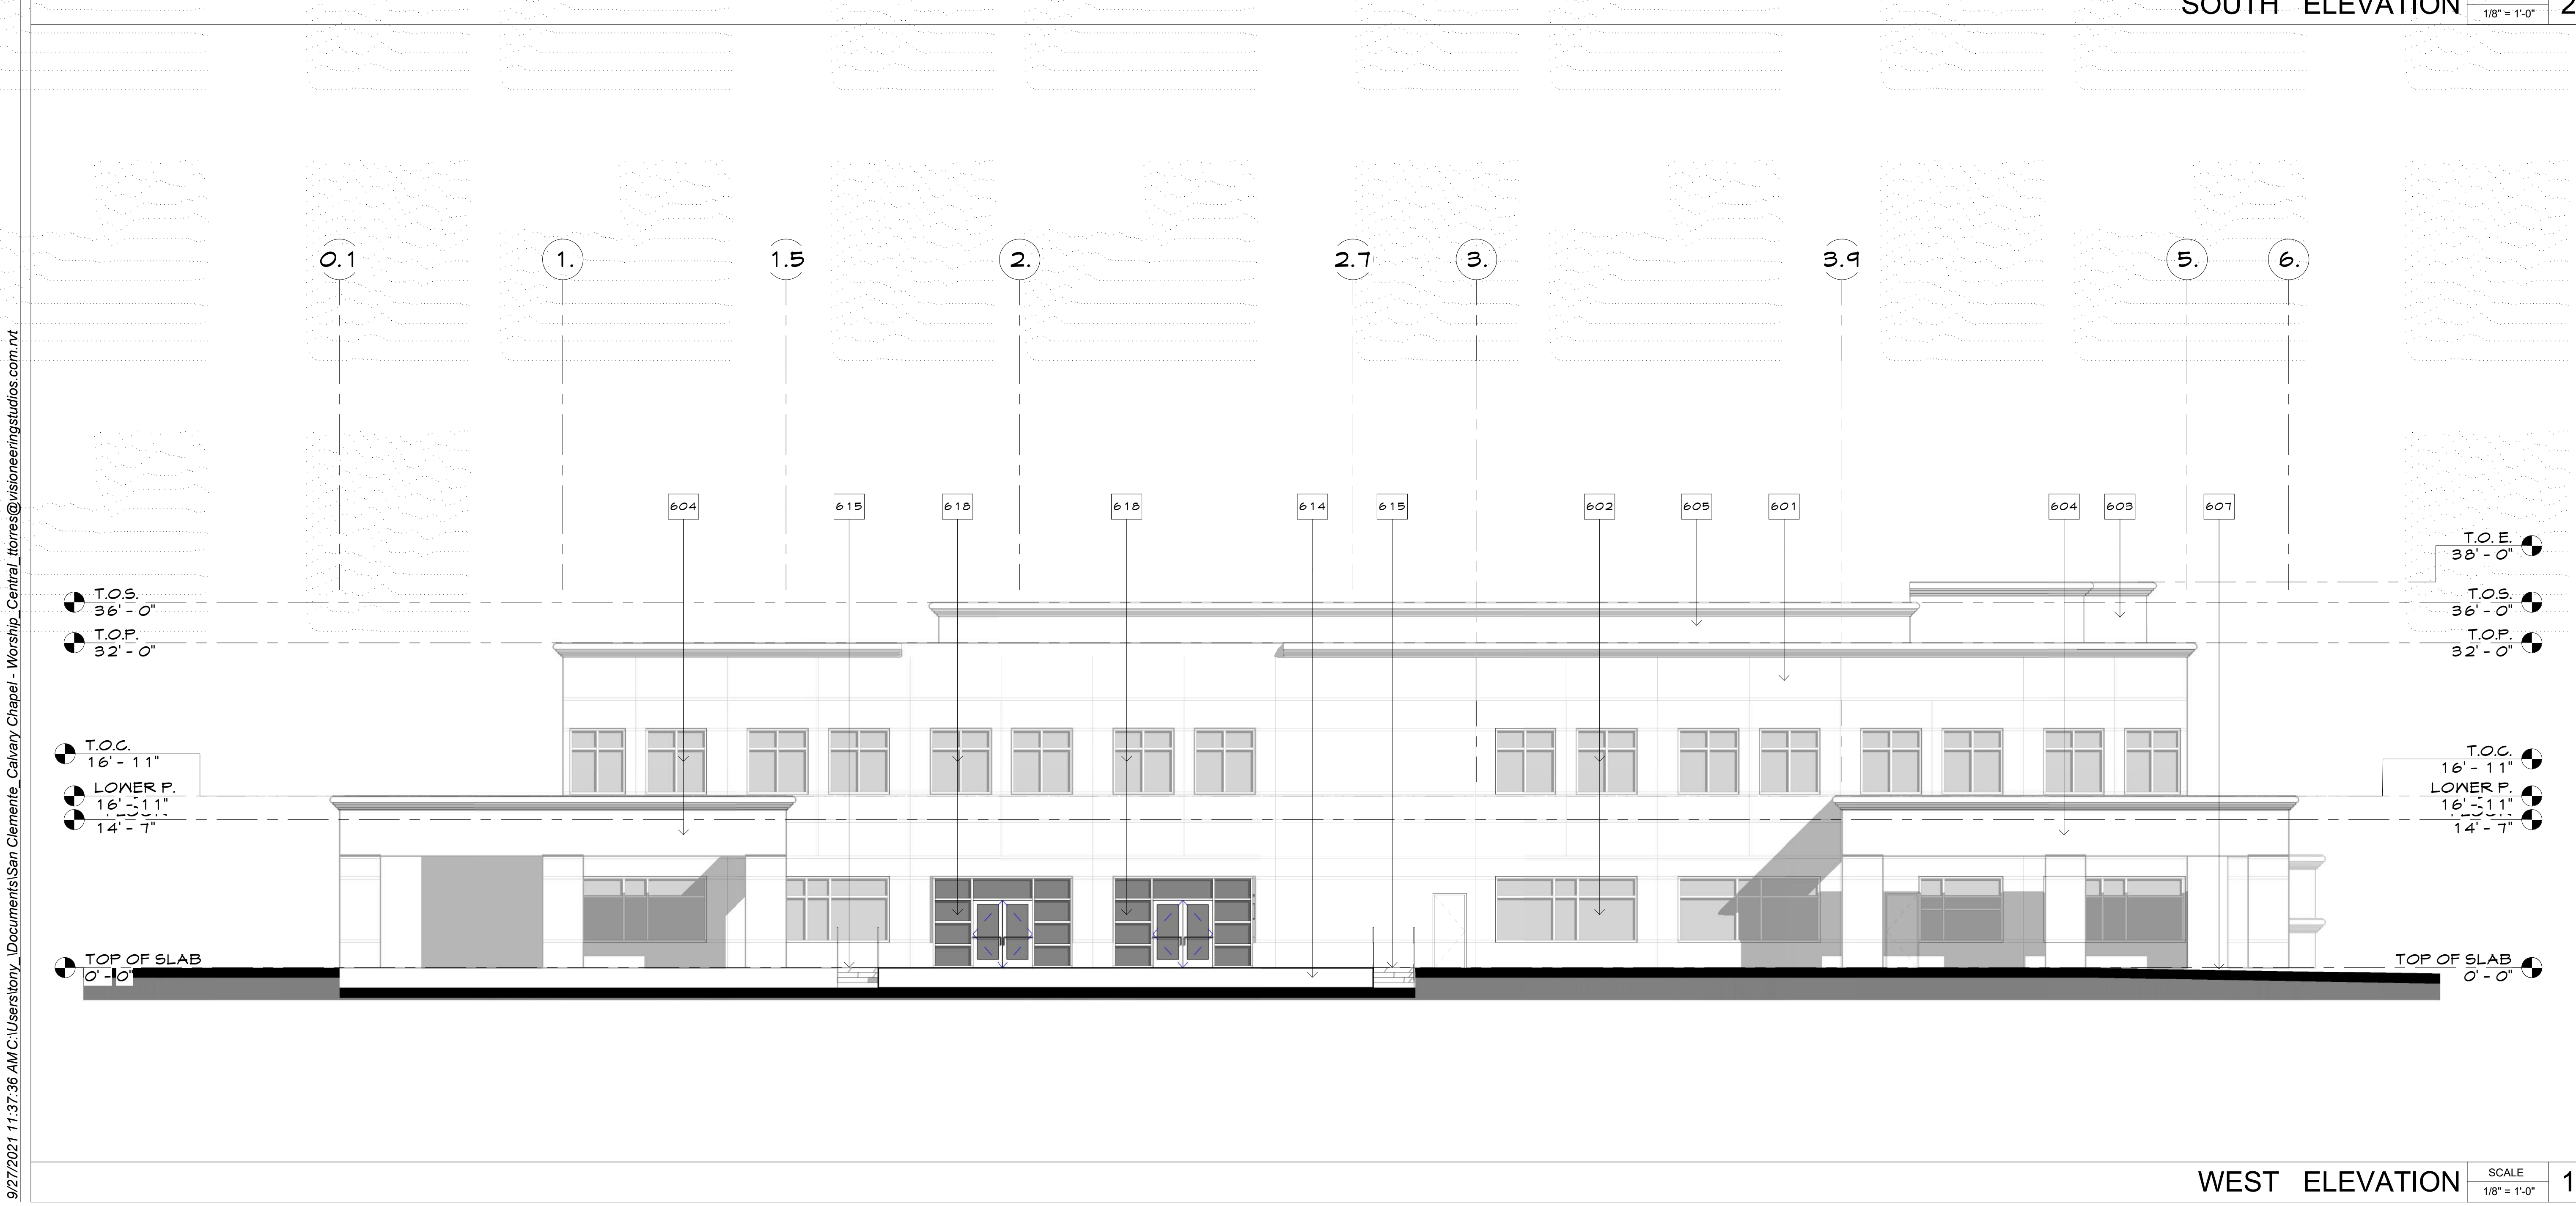 SOUTH ELEVATION
1/8" = 1'-0"
2
0.1
1.
1.5
2.
2.7
3.
3.9
5.
6.
604
615
618
618
614
615
602
605
601
604
603
607
T.O.S.
36' - 0"
T.O.P.
32' - 0"
T.O.C.
16' - 11"
LOWER P.
16' - 11"
14' - 7"
TOP OF SLAB
0' - 0"
T.O. E.
38' - 0"
T.O.S.
36' - 0"
T.O.P.
32' - 0"
T.O.C.
16' - 11"
LOWER P.
16' - 11"
14' - 7"
TOP OF SLAB
0' - 0"
9/27/2021 11:37:36 AM C:\Users\tony_\Documents\San Clemente_Calvary Chapel - Worship_Central_ttorres@visioneeringstudios.com.rvt
WEST ELEVATION
SCALE
1/8" = 1'-0"
1